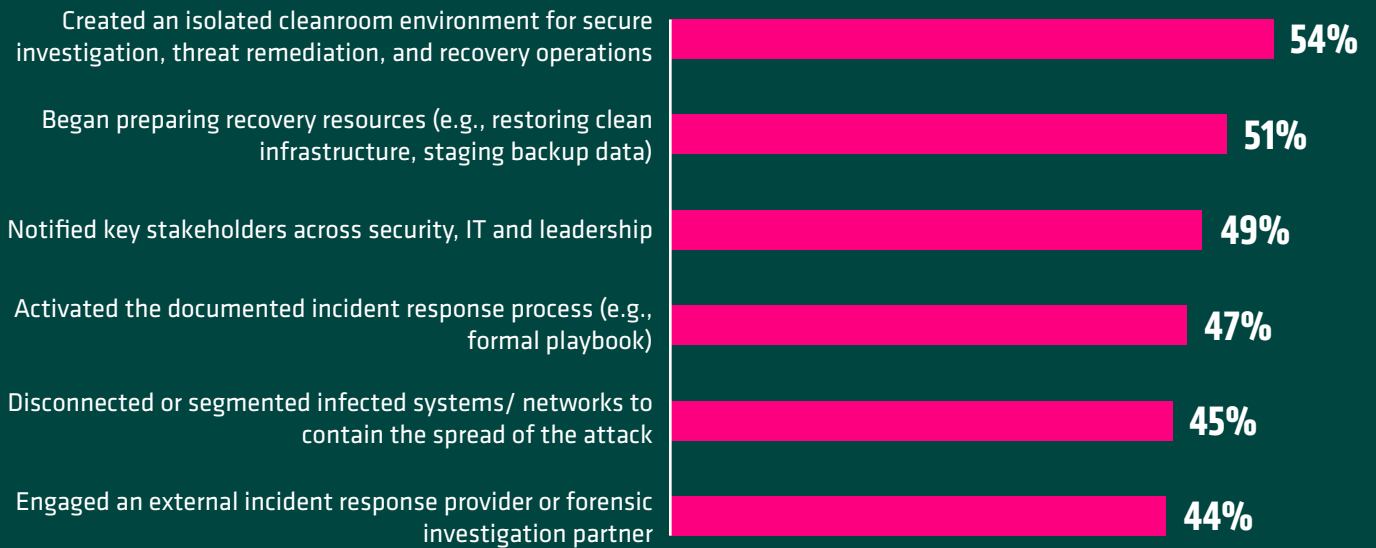 Created an isolated cleanroom environment for secure
investigation, threat remediation, and recovery operations
54%
Began preparing recovery resources (e.g., restoring clean
infrastructure, staging backup data)
51%
Notified key stakeholders across security, IT and leadership
49%
Activated the documented incident response process (e.g.,
formal playbook)
47%
Disconnected or segmented infected systems/ networks to
contain the spread of the attack
45%
Engaged an external incident response provider or forensic
investigation partner
44%